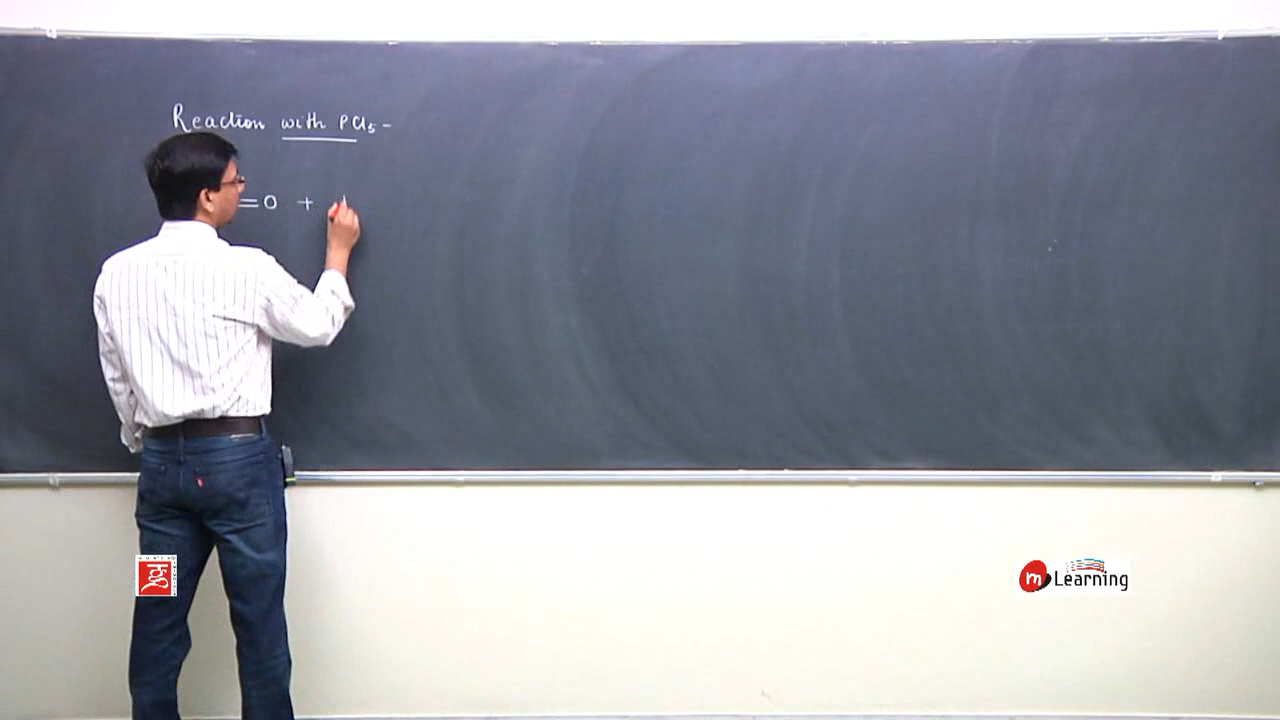 Reaction with PCl₅ -
=O +
m Learning